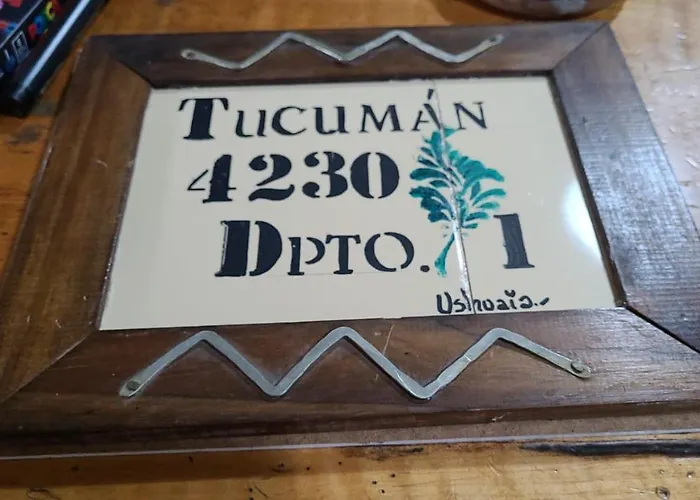 TUCUMÁN
4230
DPTO. 1
Ushuaia.-